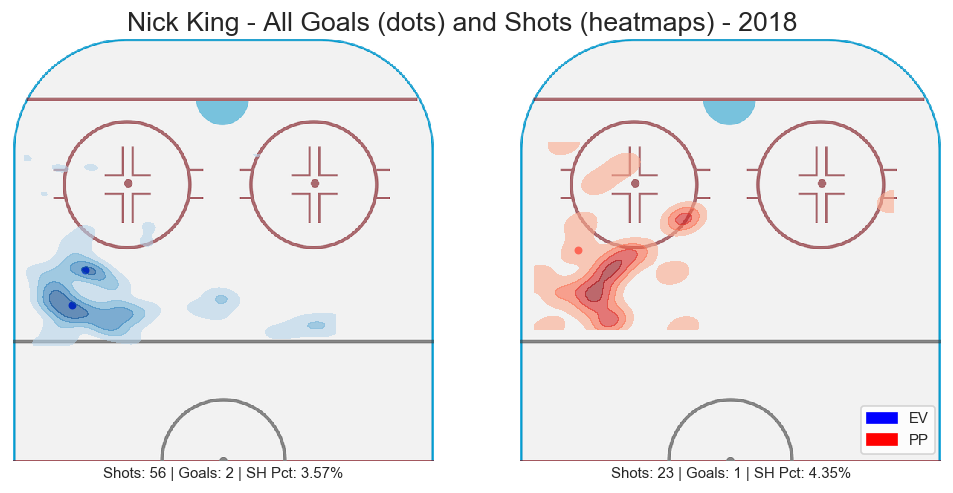 Nick King - All Goals (dots) and Shots (heatmaps) - 2018
EV
PP
Shots: 56 | Goals: 2 | SH Pct: 3.57%
Shots: 23 | Goals: 1 | SH Pct: 4.35%